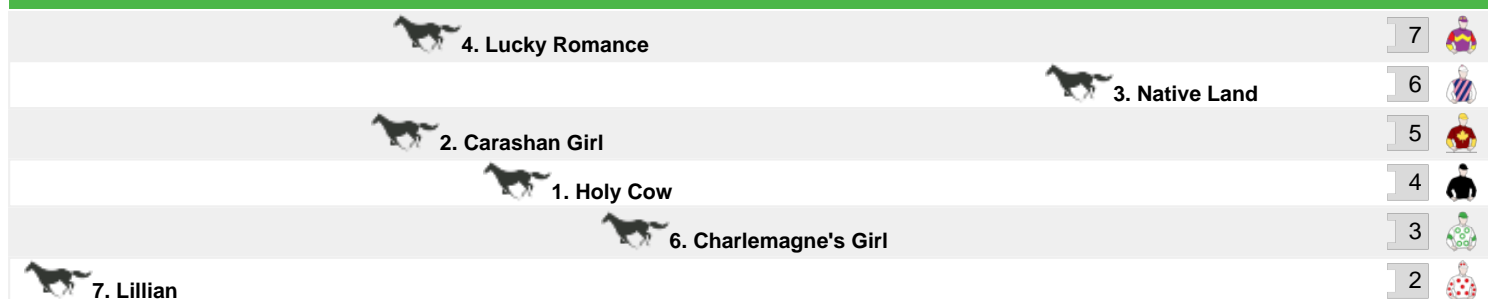 4. Lucky Romance 7
3. Native Land 6
2. Carashan Girl 5
1. Holy Cow 4
6. Charlemagne's Girl 3
7. Lillian 2